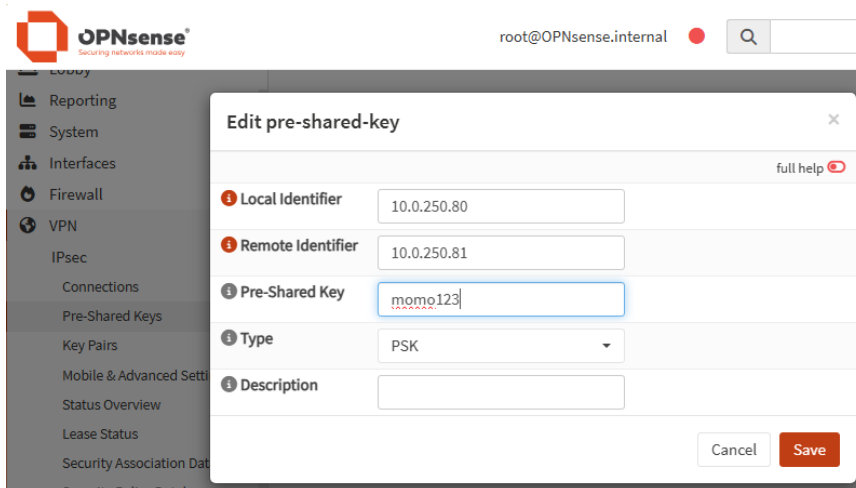 OPNsense®
Securing networks made easy
root@OPNsense.internal
Lobby
Reporting
System
Interfaces
Firewall
VPN
IPsec
Connections
Pre-Shared Keys
Key Pairs
Mobile & Advanced Setti
Status Overview
Lease Status
Security Association Dat
Edit pre-shared-key
×
full help
Local Identifier
10.0.250.80
Remote Identifier
10.0.250.81
Pre-Shared Key
momo123
Type
PSK
Description
Cancel
Save